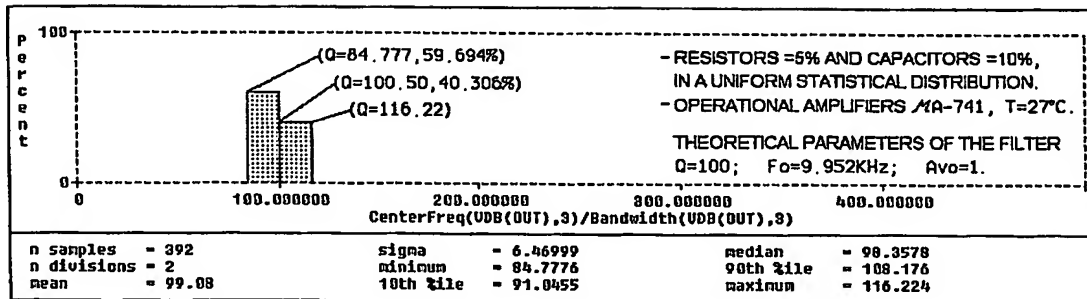 Percent
100
0
(Q=84.777,59.694%)
(Q=100.50,40.306%)
(Q=116.22)
- RESISTORS =5% AND CAPACITORS =10%,
IN A UNIFORM STATISTICAL DISTRIBUTION.
- OPERATIONAL AMPLIFIERS µA-741, T=27°C.
THEORETICAL PARAMETERS OF THE FILTER
Q=100; Fo=9.952KHz; Avo=1.
0 100.000000 200.000000 300.000000 400.000000
CenterFreq(VDB(OUT),3)/Bandwidth(VDB(OUT),3)
n samples = 392 sigma = 6.46999 median = 98.3578
n divisions = 2 minimum = 84.7776 90th %ile = 108.176
mean = 99.08 10th %ile = 91.0455 maximum = 116.224